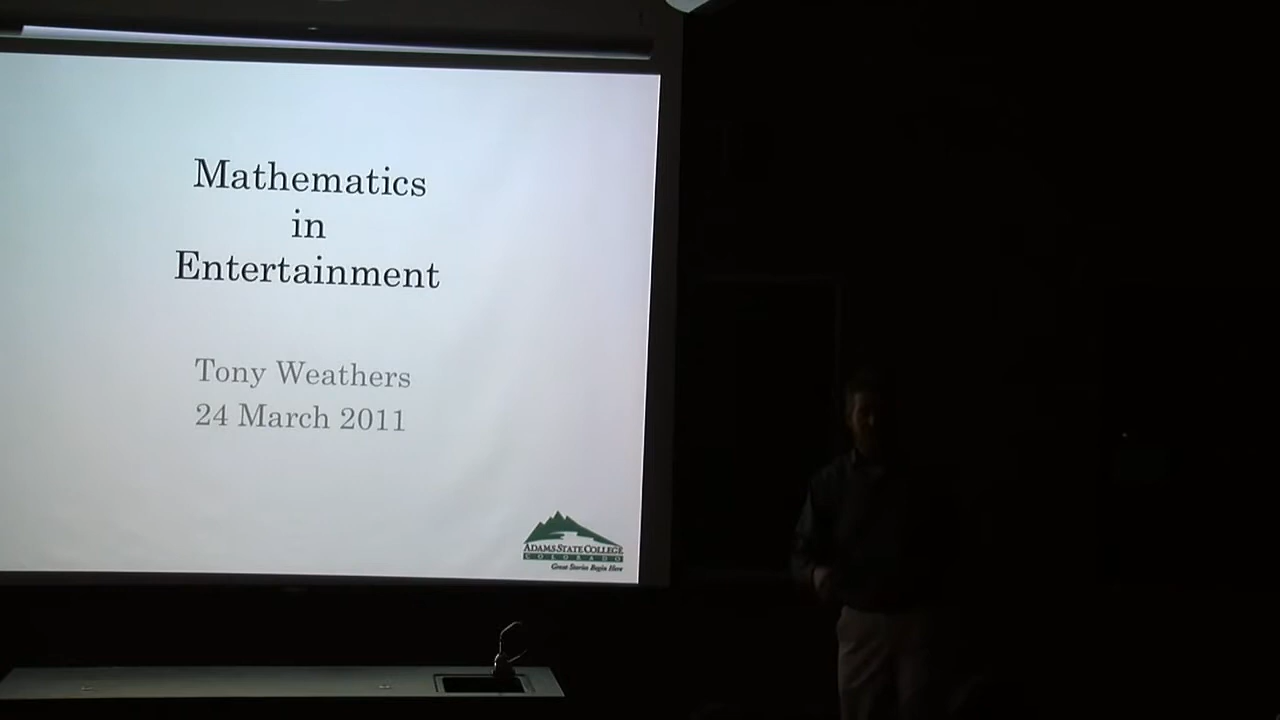 Mathematics
in
Entertainment
Tony Weathers
24 March 2011
ADAMS STATE COLLEGE
COLORADO
Great Stories Begin Here